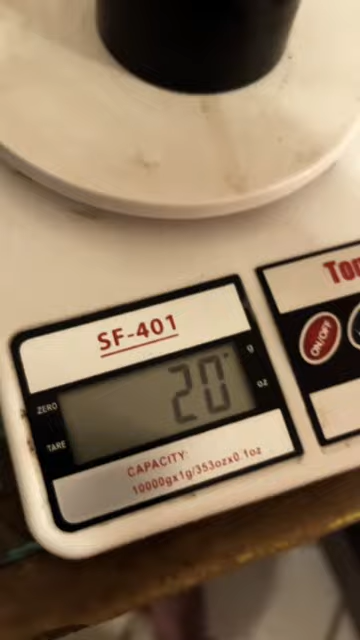 SF-401
ZERO
TARE
20
g
oz
CAPACITY:
10000gx1g/353ozx0.1oz
ON/OFF